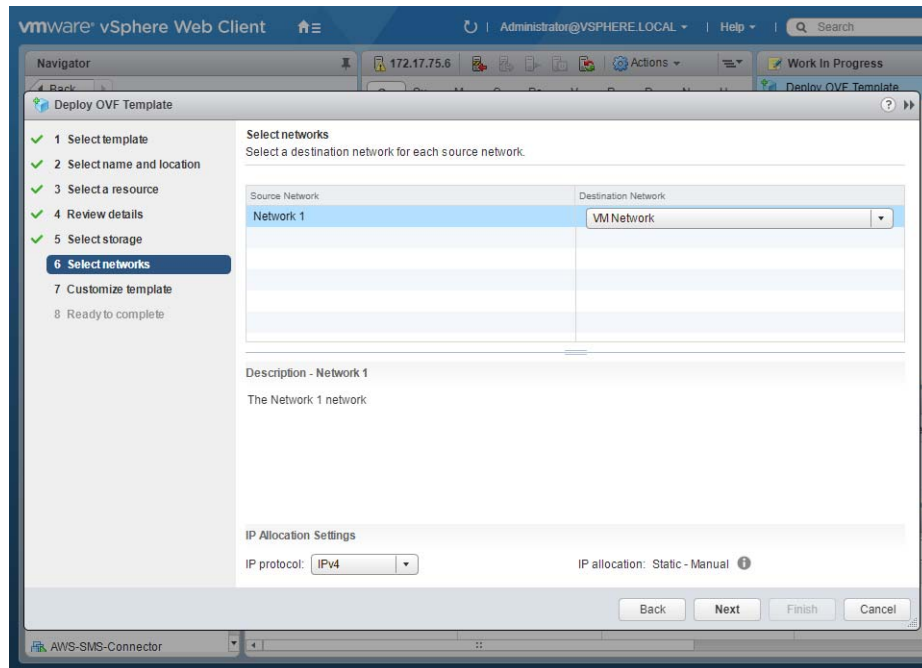 vmware® vSphere Web Client
Administrator@VSPHERE.LOCAL
Help
Search
Navigator
172.17.75.6
Actions
Work In Progress
Back
Deploy OVF Template
Deploy OVF Template
1 Select template
2 Select name and location
3 Select a resource
4 Review details
5 Select storage
6 Select networks
7 Customize template
8 Ready to complete
Select networks
Select a destination network for each source network.
Source Network Destination Network
Network 1 VM Network
Description - Network 1
The Network 1 network
IP Allocation Settings
IP protocol: IPv4 IP allocation: Static - Manual
Back Next Finish Cancel
AWS-SMS-Connector